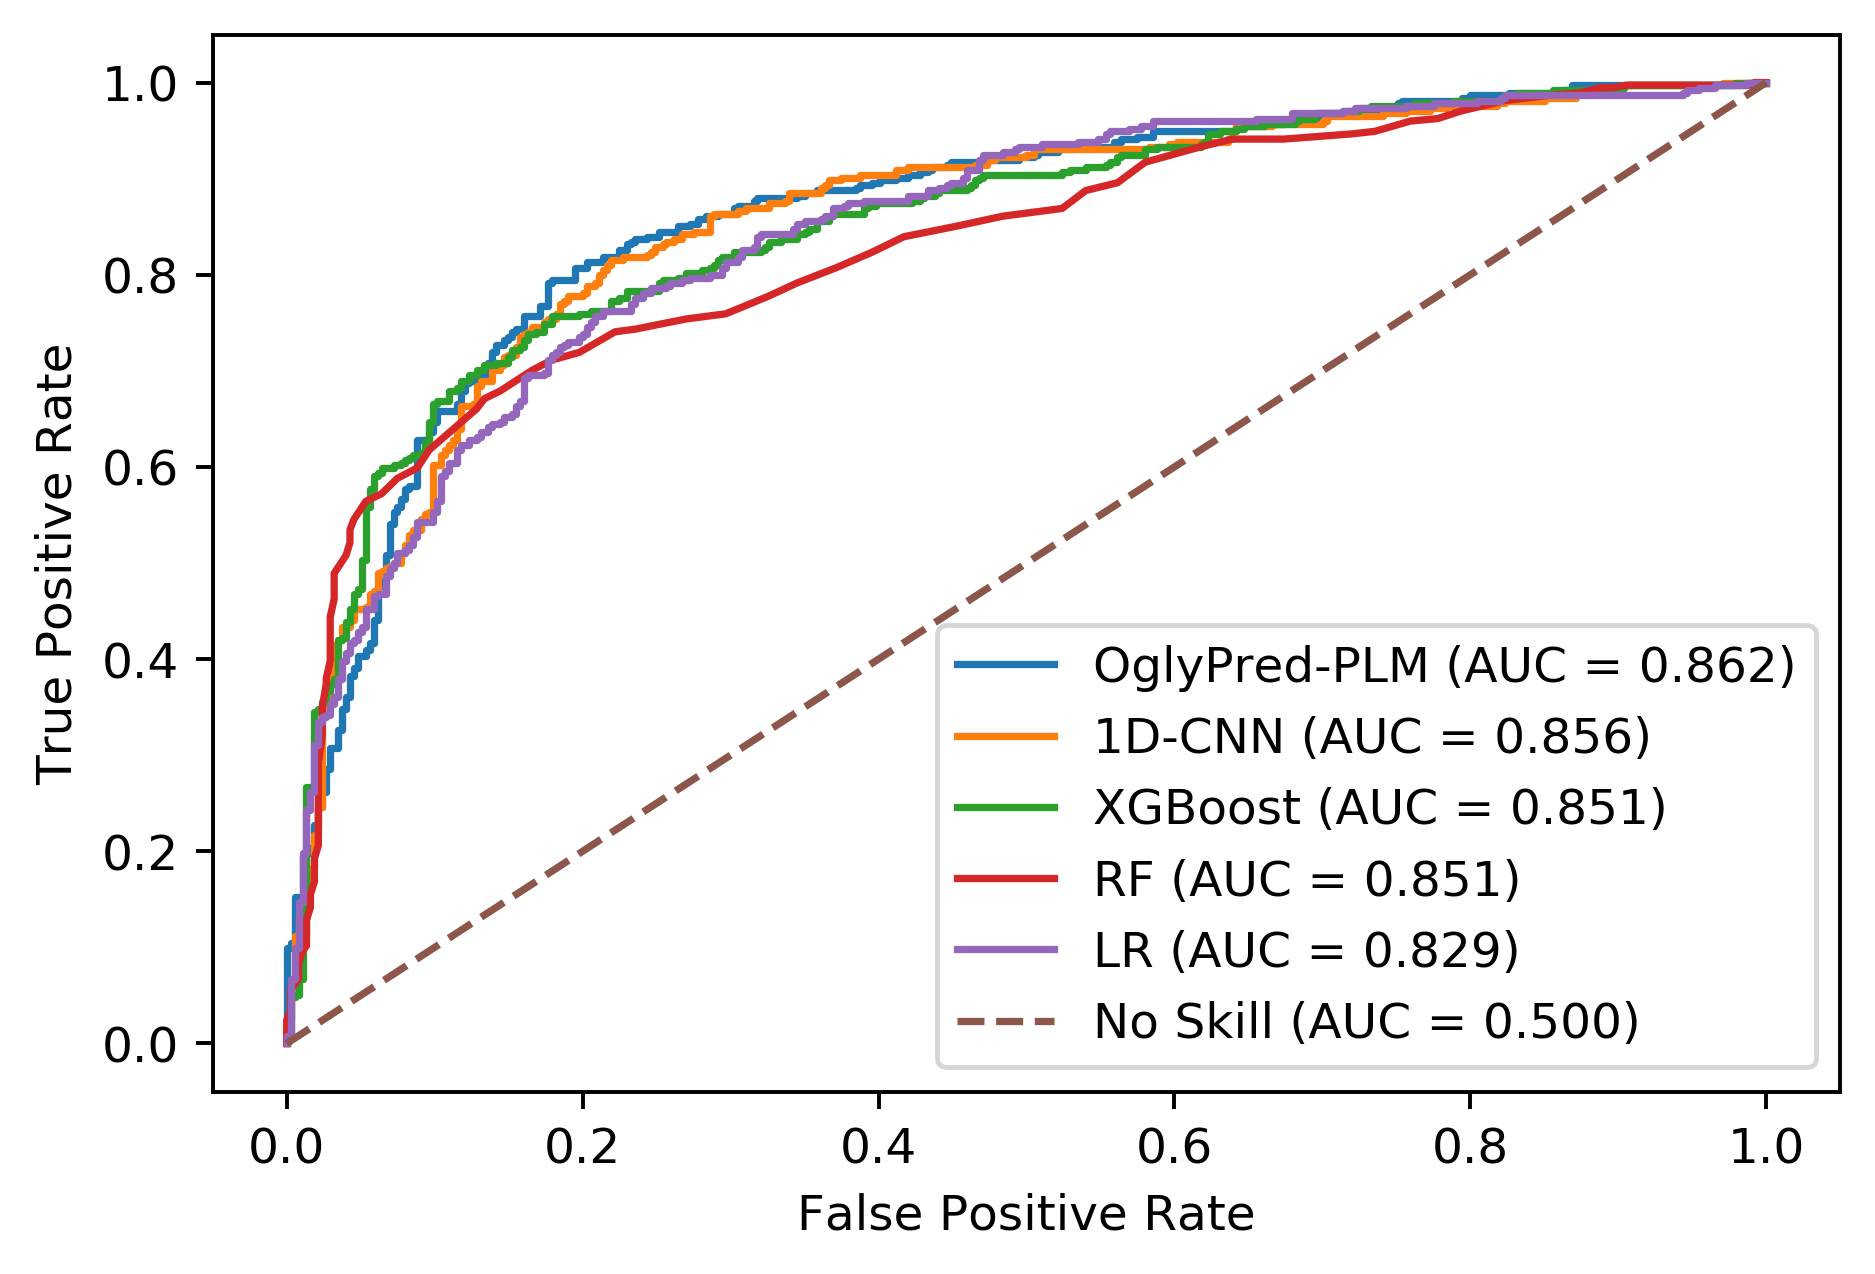 1.0
0.8
0.6
0.4
0.2
0.0
True Positive Rate
OglyPred-PLM (AUC = 0.862)
1D-CNN (AUC = 0.856)
XGBoost (AUC = 0.851)
RF (AUC = 0.851)
LR (AUC = 0.829)
No Skill (AUC = 0.500)
0.0 0.2 0.4 0.6 0.8 1.0
False Positive Rate